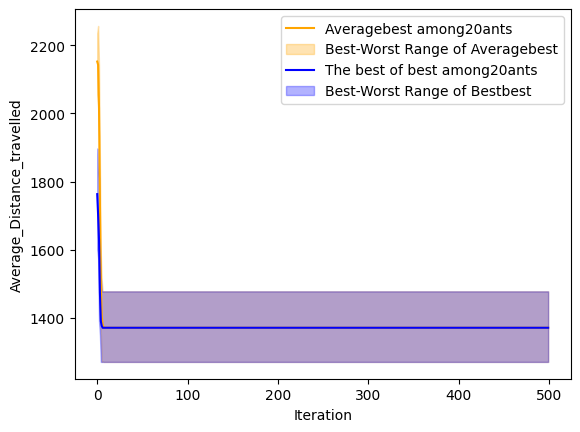 Averagebest among20ants
Best-Worst Range of Averagebest
The best of best among20ants
Best-Worst Range of Bestbest
Average_Distance_travelled
2200
2000
1800
1600
1400
0 100 200 300 400 500
Iteration